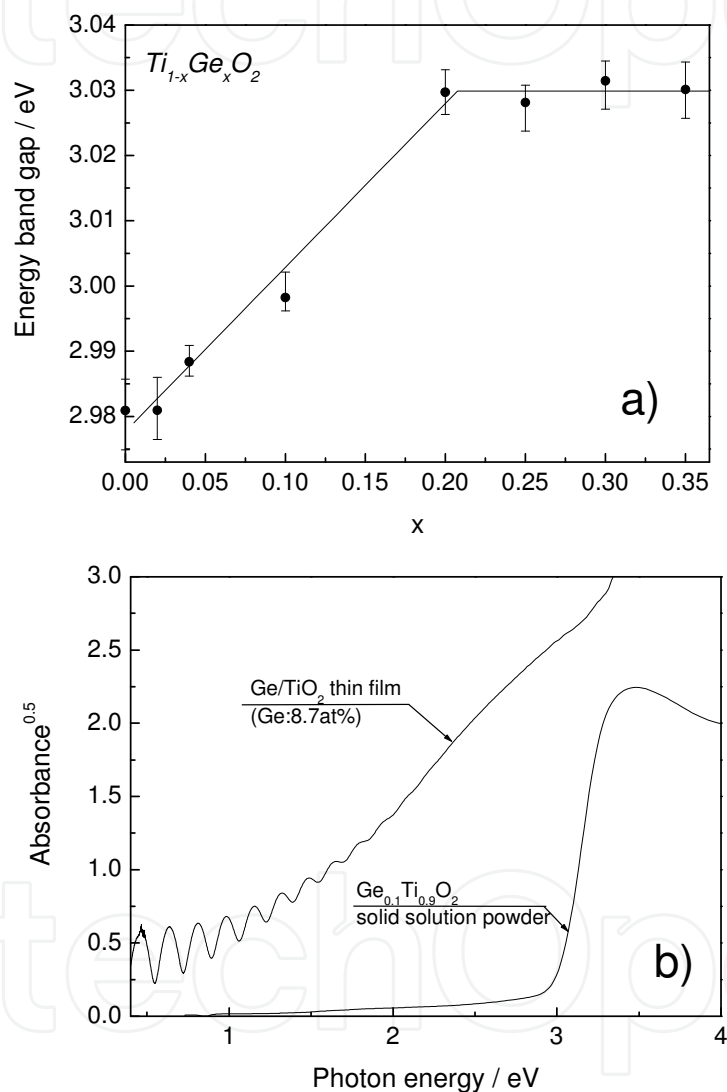 3.04
3.03
3.02
3.01
3.00
2.99
2.98
Energy band gap / eV
Ti₁₋ₓGeₓO₂
a)
0.00 0.05 0.10 0.15 0.20 0.25 0.30 0.35
x
3.0
2.5
2.0
1.5
1.0
0.5
0.0
Absorbance⁰·⁵
Ge/TiO₂ thin film
(Ge:8.7at%)
Ge₀.₁Ti₀.₉O₂
solid solution powder
b)
1 2 3 4
Photon energy / eV